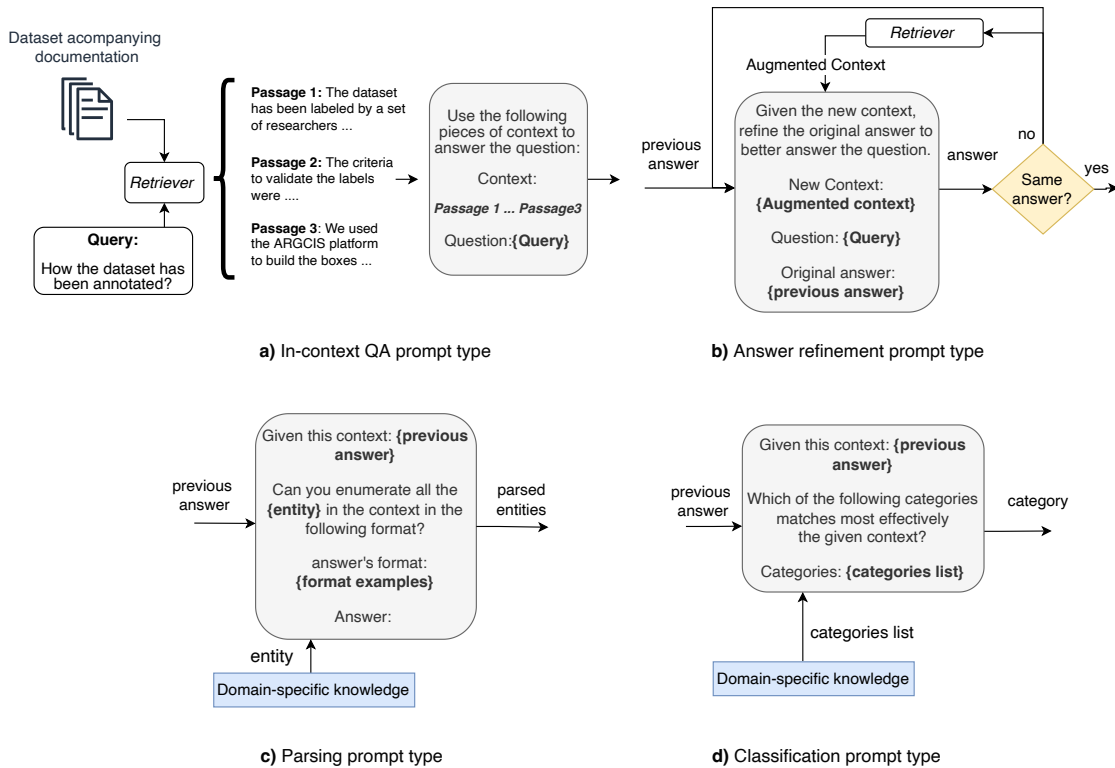 Dataset acompanying
documentation
Retriever
Query:
How the dataset has
been annotated?
Passage 1: The dataset
has been labeled by a set
of researchers ...
Passage 2: The criteria
to validate the labels
were ....
Passage 3: We used
the ARGCIS platform
to build the boxes ...
Use the following
pieces of context to
answer the question:
Context:
Passage 1 ... Passage3
Question:{Query}
a) In-context QA prompt type
Retriever
Augmented Context
previous
answer
Given the new context,
refine the original answer to
better answer the question.
New Context:
{Augmented context}
Question: {Query}
Original answer:
{previous answer}
answer
no
Same
answer?
yes
b) Answer refinement prompt type
previous
answer
Given this context: {previous
answer}
Can you enumerate all the
{entity} in the context in the
following format?
answer's format:
{format examples}
Answer:
parsed
entities
entity
Domain-specific knowledge
c) Parsing prompt type
previous
answer
Given this context: {previous
answer}
Which of the following categories
matches most effectively
the given context?
Categories: {categories list}
category
categories list
Domain-specific knowledge
d) Classification prompt type